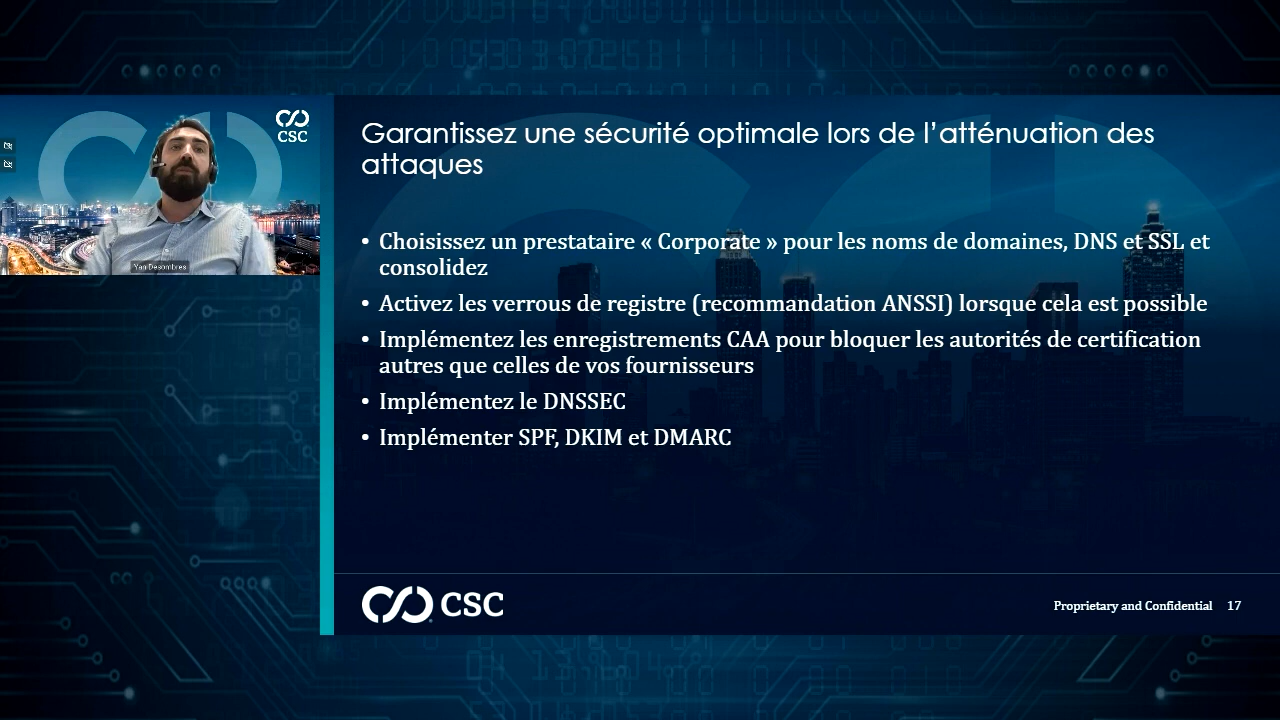 CSC
Yan Desombres
Garantissez une sécurité optimale lors de l’atténuation des
attaques
• Choisissez un prestataire « Corporate » pour les noms de domaines, DNS et SSL et
consolidez
• Activez les verrous de registre (recommandation ANSSI) lorsque cela est possible
• Implémentez les enregistrements CAA pour bloquer les autorités de certification
autres que celles de vos fournisseurs
• Implémentez le DNSSEC
• Implémenter SPF, DKIM et DMARC
CSC
Proprietary and Confidential 17